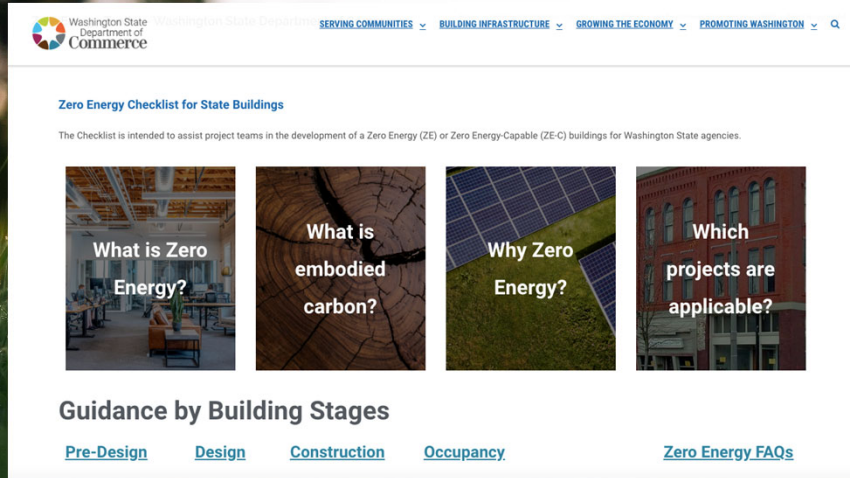 Washington State
Department of
Commerce
SERVING COMMUNITIES
BUILDING INFRASTRUCTURE
GROWING THE ECONOMY
PROMOTING WASHINGTON
Washington State Departme
Zero Energy Checklist for State Buildings
The Checklist is intended to assist project teams in the development of a Zero Energy (ZE) or Zero Energy-Capable (ZE-C) buildings for Washington State agencies.
What is Zero
Energy?
What is
embodied
carbon?
Why Zero
Energy?
Which
projects are
applicable?
Guidance by Building Stages
Pre-Design
Design
Construction
Occupancy
Zero Energy FAQs